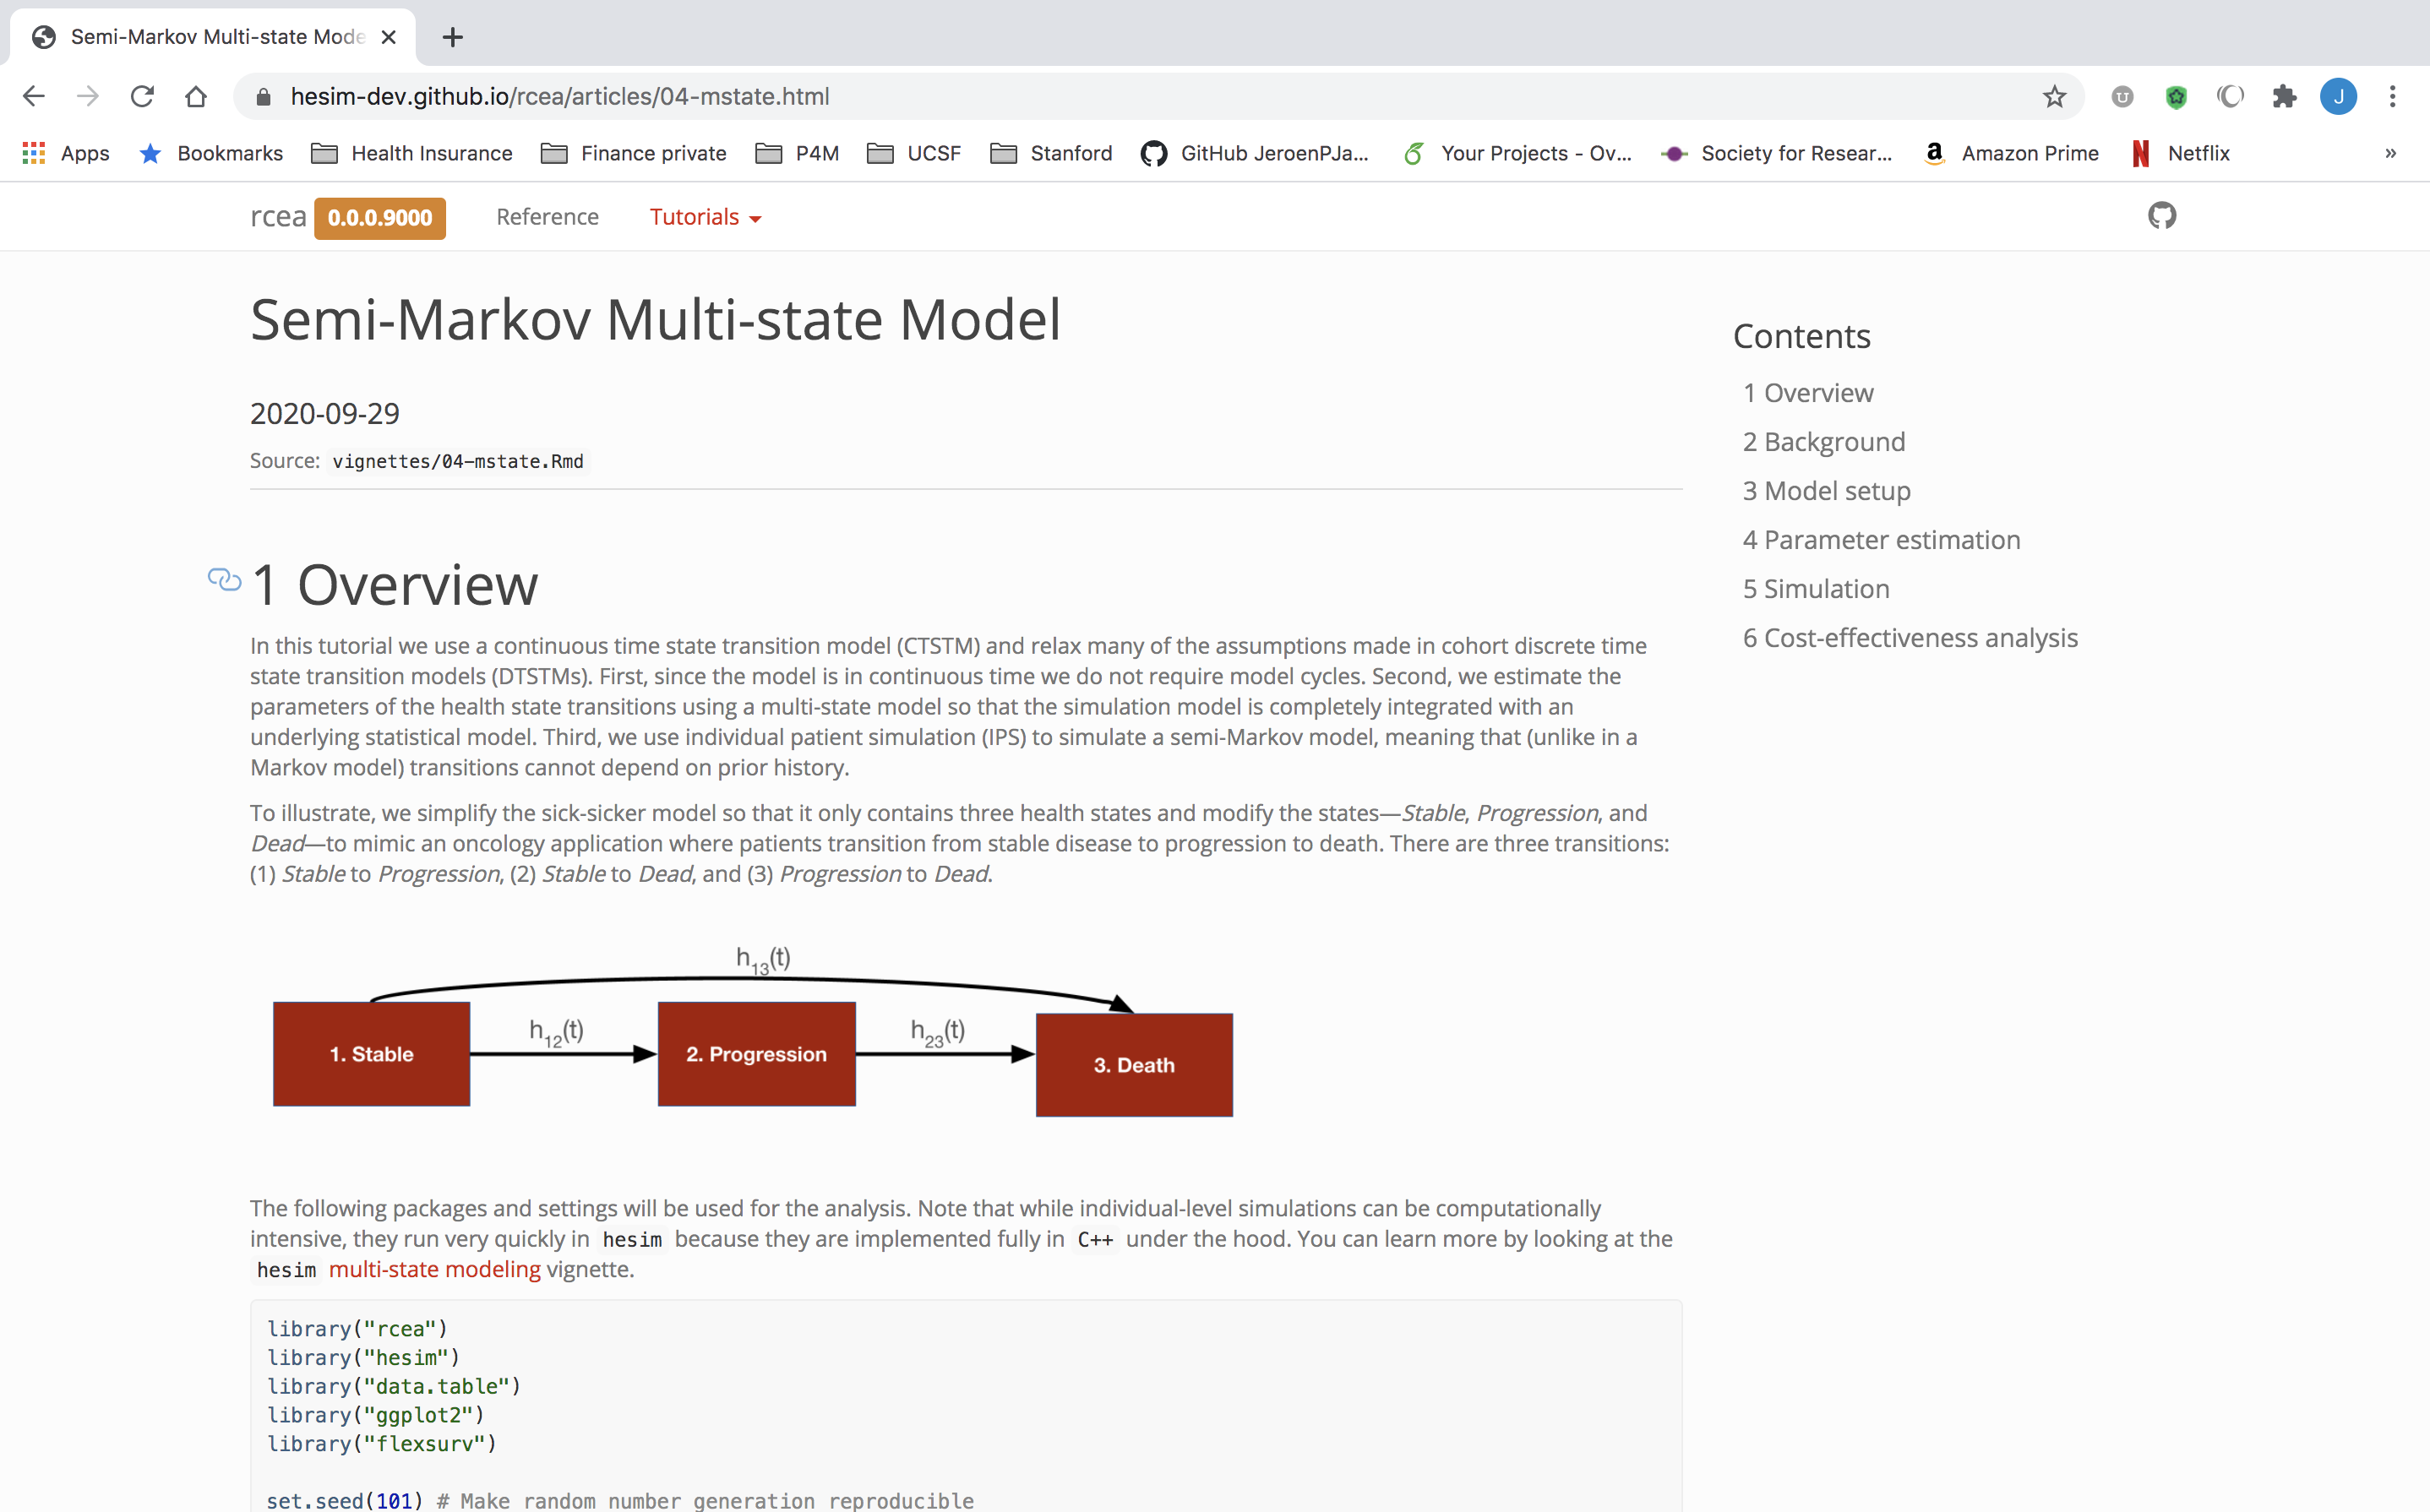 Semi-Markov Multi-state Mode
hesim-dev.github.io/rcea/articles/04-mstate.html
J
Apps Bookmarks Health Insurance Finance private P4M UCSF Stanford GitHub JeroenPJa... Your Projects - Ov... Society for Resear... Amazon Prime Netflix »
rcea 0.0.0.9000 Reference Tutorials
Semi-Markov Multi-state Model
2020-09-29
Source: vignettes/04-mstate.Rmd
1 Overview
In this tutorial we use a continuous time state transition model (CTSTM) and relax many of the assumptions made in cohort discrete time
state transition models (DTSTMs). First, since the model is in continuous time we do not require model cycles. Second, we estimate the
parameters of the health state transitions using a multi-state model so that the simulation model is completely integrated with an
underlying statistical model. Third, we use individual patient simulation (IPS) to simulate a semi-Markov model, meaning that (unlike in a
Markov model) transitions cannot depend on prior history.
To illustrate, we simplify the sick-sicker model so that it only contains three health states and modify the states—Stable, Progression, and
Dead—to mimic an oncology application where patients transition from stable disease to progression to death. There are three transitions:
(1) Stable to Progression, (2) Stable to Dead, and (3) Progression to Dead.
h13(t)
h12(t)
h23(t)
1. Stable
2. Progression
3. Death
The following packages and settings will be used for the analysis. Note that while individual-level simulations can be computationally
intensive, they run very quickly in hesim because they are implemented fully in C++ under the hood. You can learn more by looking at the
hesim multi-state modeling vignette.
library("rcea")
library("hesim")
library("data.table")
library("ggplot2")
library("flexsurv")
set.seed(101) # Make random number generation reproducible
Contents
1 Overview
2 Background
3 Model setup
4 Parameter estimation
5 Simulation
6 Cost-effectiveness analysis